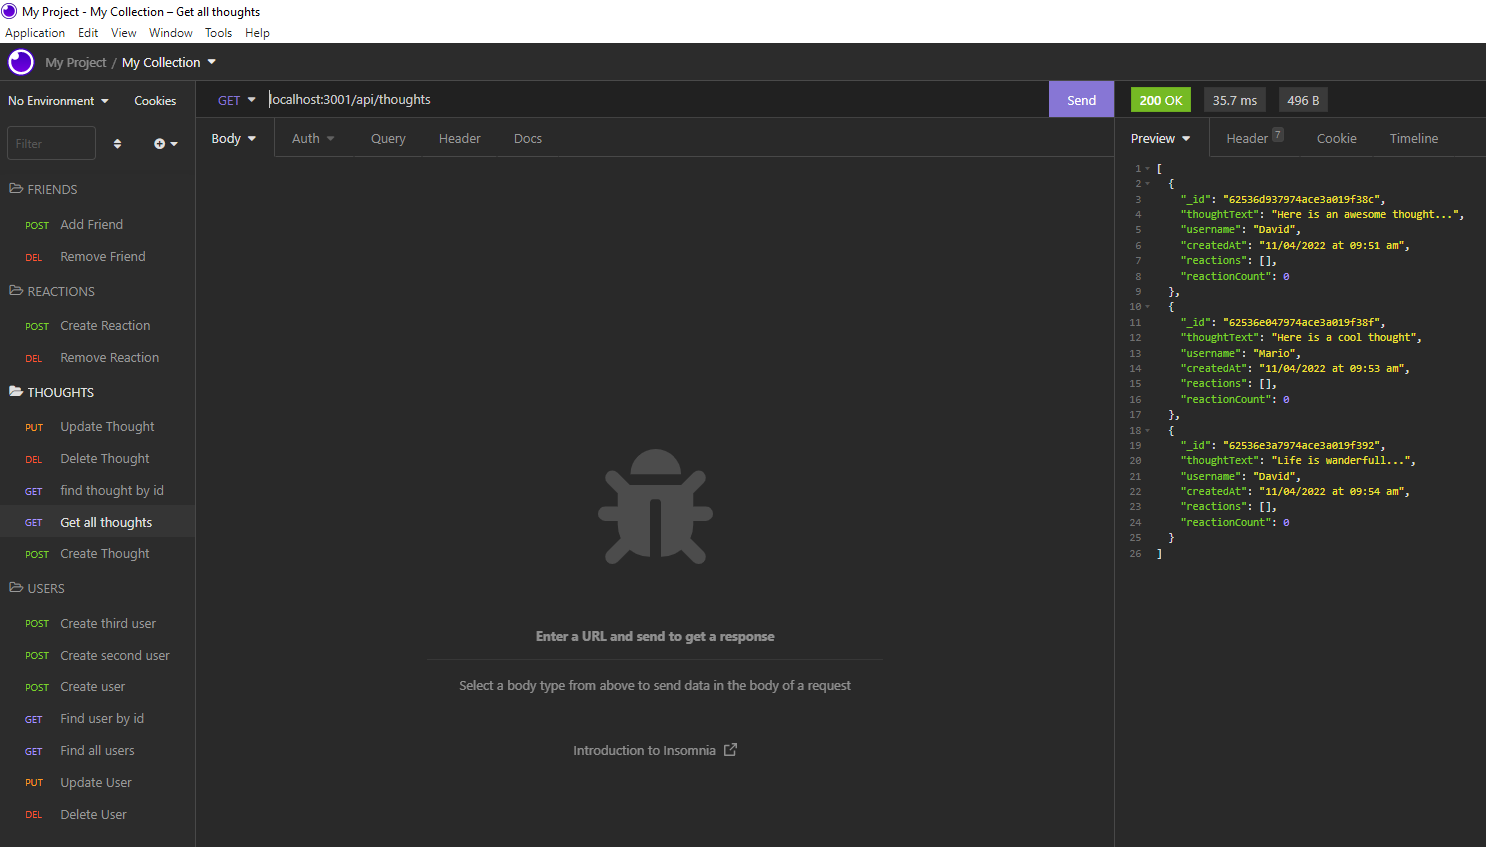 My Project - My Collection – Get all thoughts
Application Edit View Window Tools Help
My Project / My Collection
No Environment Cookies
Filter
FRIENDS
POST Add Friend
DEL Remove Friend
REACTIONS
POST Create Reaction
DEL Remove Reaction
THOUGHTS
PUT Update Thought
DEL Delete Thought
GET find thought by id
GET Get all thoughts
POST Create Thought
USERS
POST Create third user
POST Create second user
POST Create user
GET Find user by id
GET Find all users
PUT Update User
DEL Delete User
GET localhost:3001/api/thoughts Send
Body Auth Query Header Docs
Enter a URL and send to get a response
Select a body type from above to send data in the body of a request
Introduction to Insomnia
200 OK 35.7 ms 496 B
Preview Header 7 Cookie Timeline
1 [
2 {
3 "_id": "62536d937974ace3a019f38c",
4 "thoughtText": "Here is an awesome thought...",
5 "username": "David",
6 "createdAt": "11/04/2022 at 09:51 am",
7 "reactions": [],
8 "reactionCount": 0
9 },
10 {
11 "_id": "62536e047974ace3a019f38f",
12 "thoughtText": "Here is a cool thought",
13 "username": "Mario",
14 "createdAt": "11/04/2022 at 09:53 am",
15 "reactions": [],
16 "reactionCount": 0
17 },
18 {
19 "_id": "62536e3a7974ace3a019f392",
20 "thoughtText": "Life is wanderfull...",
21 "username": "David",
22 "createdAt": "11/04/2022 at 09:54 am",
23 "reactions": [],
24 "reactionCount": 0
25 }
26 ]